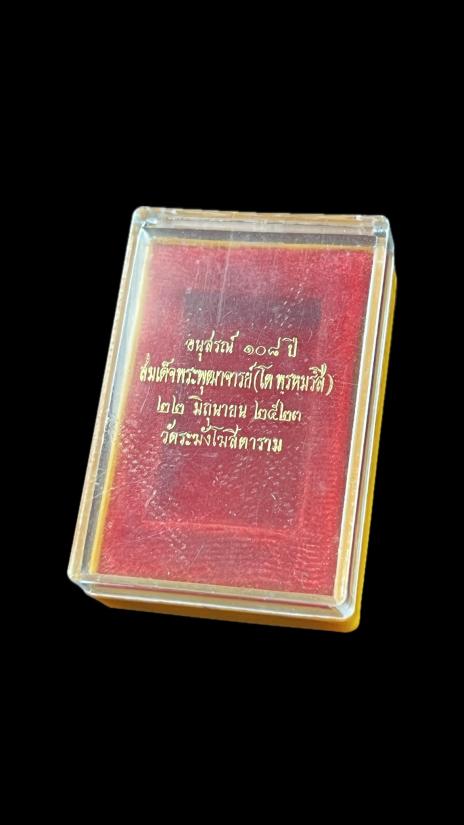 อนุสรณ์ ๑๐๘ ปี
สมเด็จพระพุฒาจารย์(โต พฺรหฺมรํสี)
๒๒ มิถุนายน ๒๕๒๓
วัดระฆังโฆสิตาราม